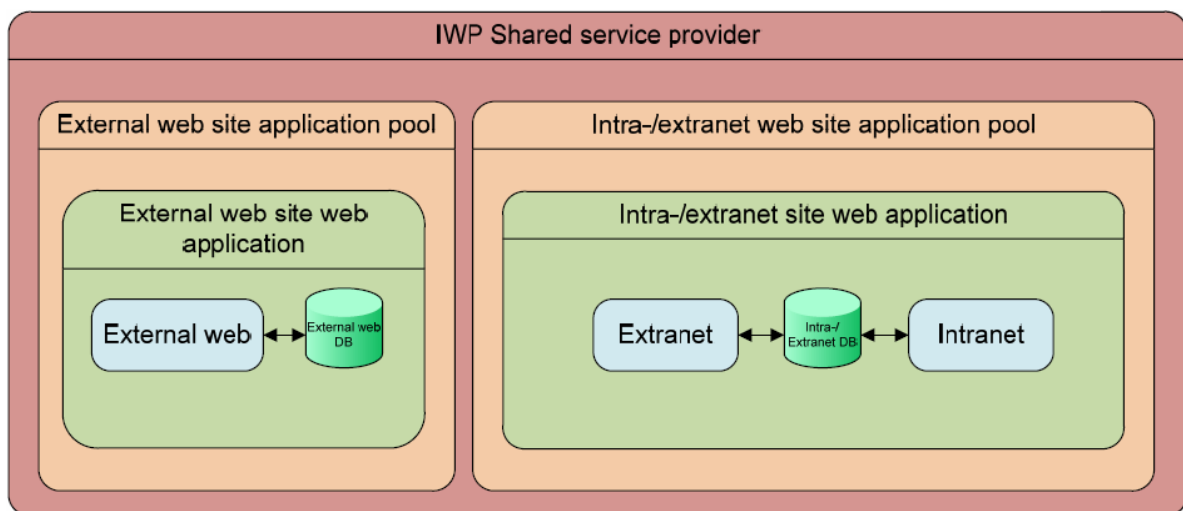 IWP Shared service provider
External web site application pool
Intra-/extranet web site application pool
External web site web
application
Intra-/extranet site web application
External web
External web
DB
Extranet
Intra-/
Extranet DB
Intranet